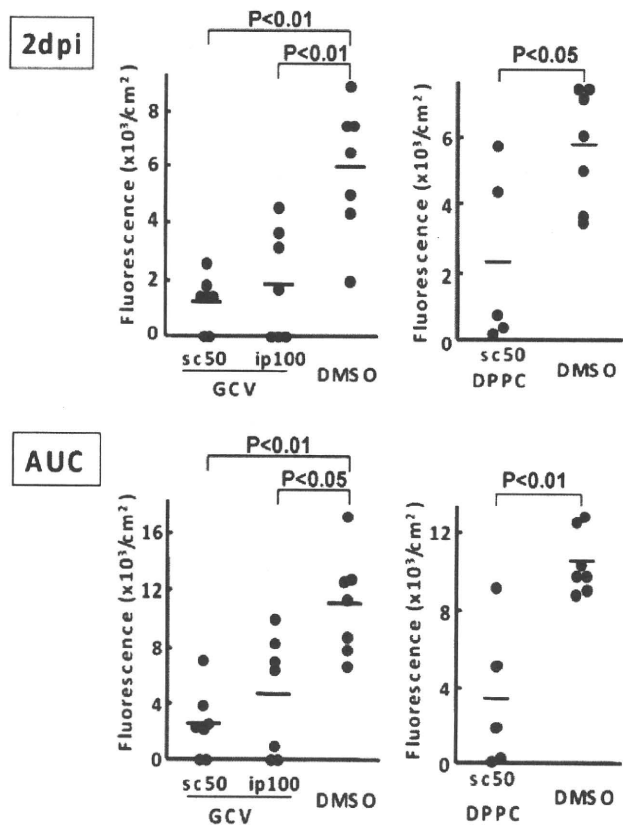 2dpi
P<0.01
P<0.01
Fluorescence (x10³/cm²)
8
6
4
2
0
sc50 ip100 DMSO
GCV
P<0.05
Fluorescence (x10³/cm²)
6
4
2
0
sc50 DMSO
DPPC
AUC
P<0.01
P<0.05
Fluorescence (x10³/cm²)
16
12
8
4
0
sc50 ip100 DMSO
GCV
P<0.01
Fluorescence (x10³/cm²)
12
8
4
0
sc50 DMSO
DPPC